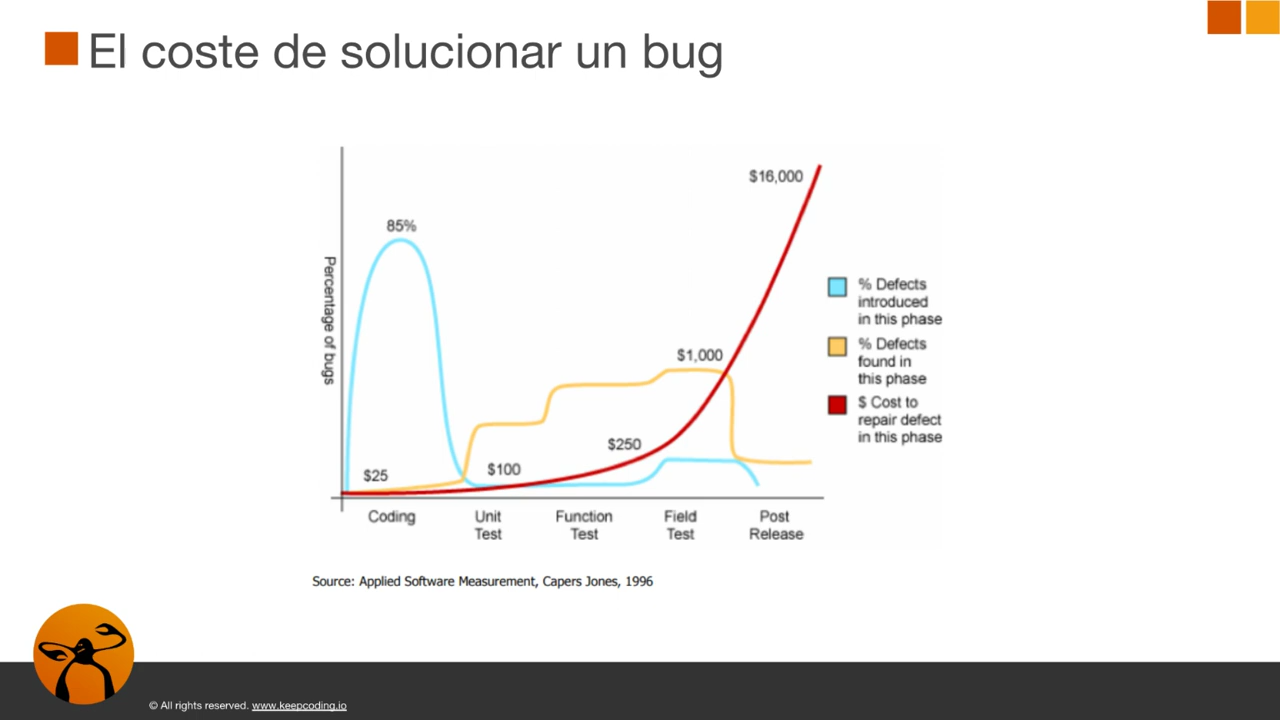 El coste de solucionar un bug
$16,000
85%
Percentage of bugs
% Defects
introduced
in this phase
% Defects
found in
this phase
$ Cost to
repair defect
in this phase
$1,000
$250
$100
$25
Coding
Unit
Test
Function
Test
Field
Test
Post
Release
Source: Applied Software Measurement, Capers Jones, 1996
© All rights reserved. www.keepcoding.io